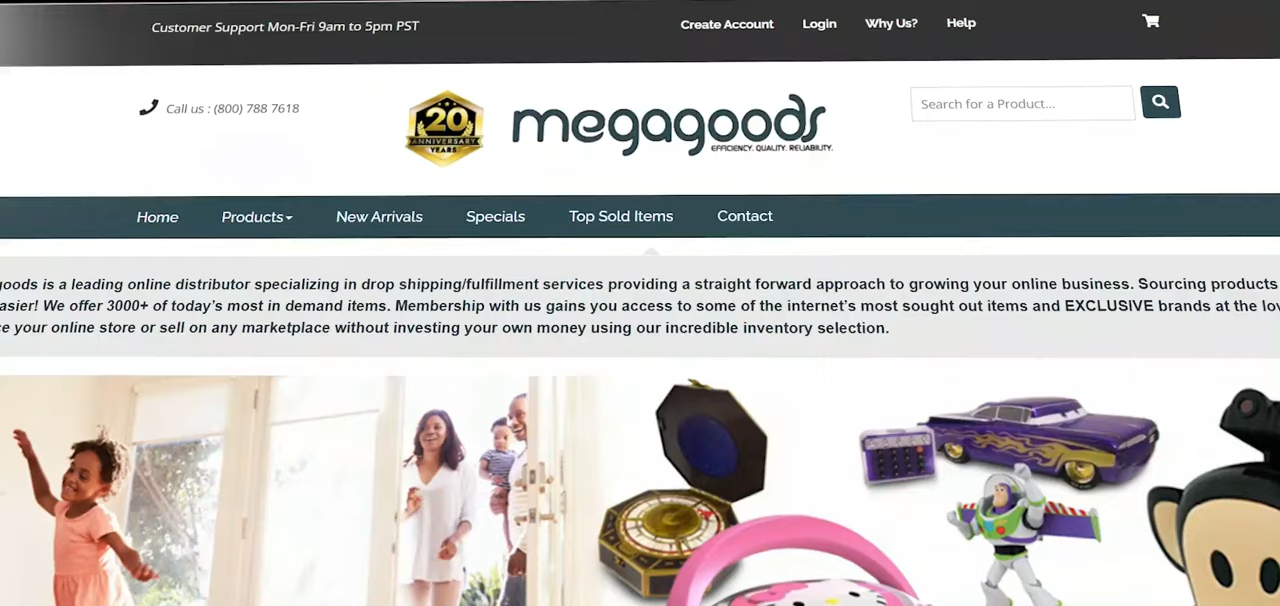 Customer Support Mon-Fri 9am to 5pm PST
Create Account Login Why Us? Help
Call us : (800) 788 7618
20
ANNIVERSARY
YEARS
megagoods
EFFICIENCY. QUALITY. RELIABILITY.
Search for a Product...
Home Products New Arrivals Specials Top Sold Items Contact
goods is a leading online distributor specializing in drop shipping/fulfillment services providing a straight forward approach to growing your online business. Sourcing products
easier! We offer 3000+ of today's most in demand items. Membership with us gains you access to some of the internet's most sought out items and EXCLUSIVE brands at the
your online store or sell on any marketplace without investing your own money using our incredible inventory selection.